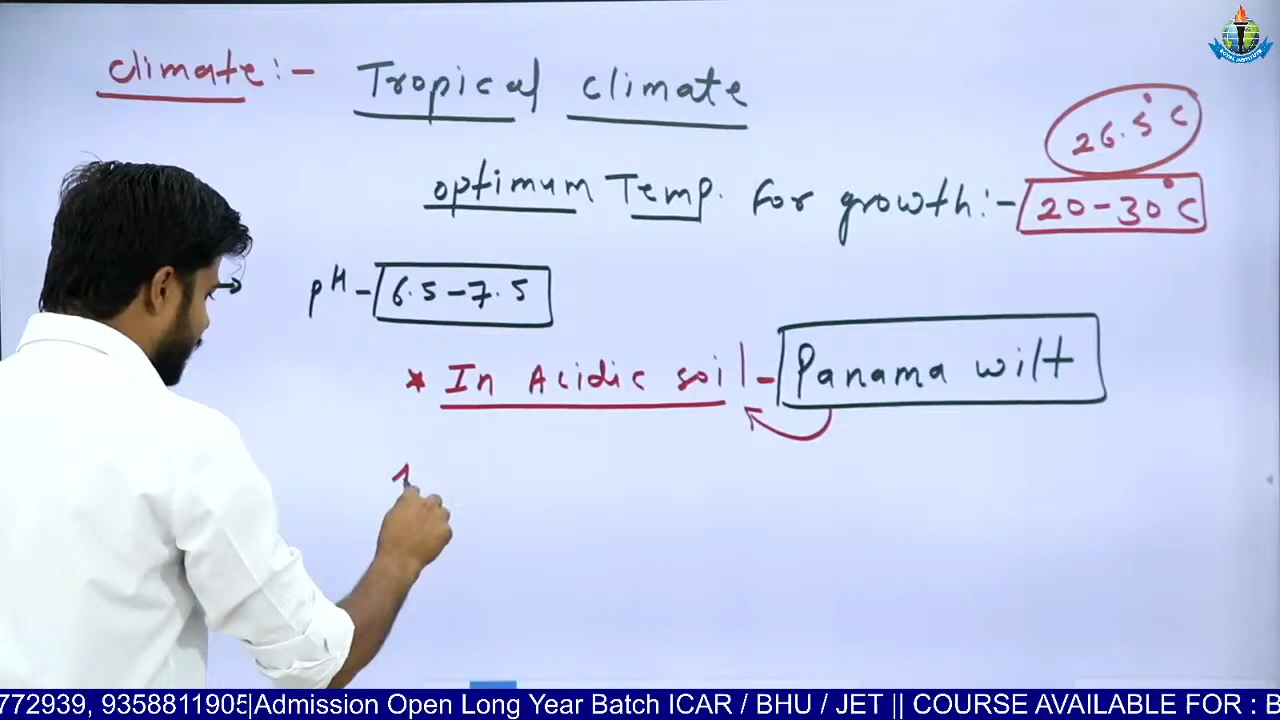 climate:- Tropical climate
26.5°C
optimum Temp. for growth:- 20-30°C
pH- 6.5-7.5
* In Acidic soil - Panama wilt
772939, 9358811905|Admission Open Long Year Batch ICAR / BHU / JET || COURSE AVAILABLE FOR : B